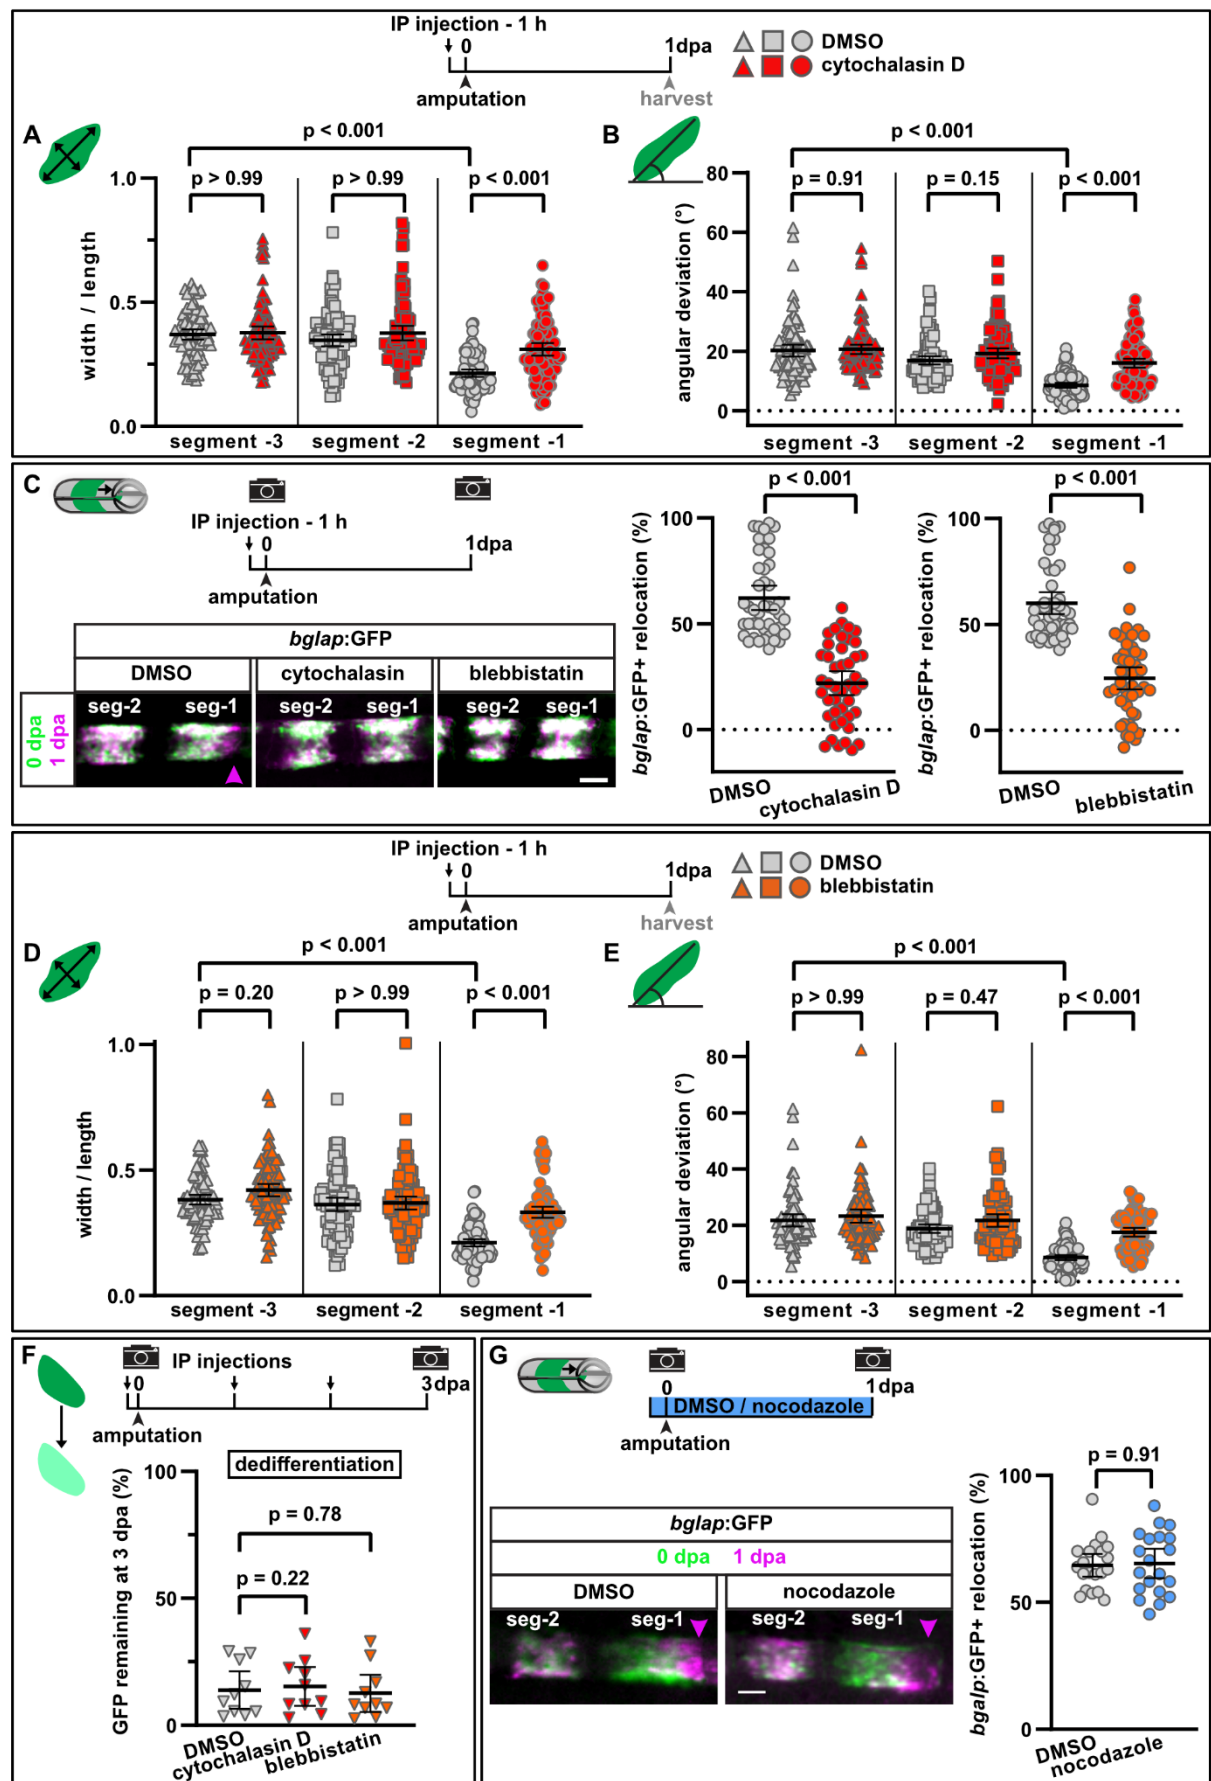 IP injection - 1 h
0
1dpa
amputation
harvest
DMSO
cytochalasin D
A
p < 0.001
p > 0.99
p > 0.99
p < 0.001
width / length
1.0
0.5
0.0
segment -3
segment -2
segment -1
B
p < 0.001
p = 0.91
p = 0.15
p < 0.001
angular deviation (°)
80
60
40
20
0
segment -3
segment -2
segment -1
C
IP injection - 1 h
0
1dpa
amputation
bglap:GFP
DMSO
cytochalasin
blebbistatin
seg-2
seg-1
seg-2
seg-1
seg-2
seg-1
0 dpa
1 dpa
p < 0.001
bglap:GFP+ relocation (%)
100
50
0
DMSO
cytochalasin D
p < 0.001
bglap:GFP+ relocation (%)
100
50
0
DMSO
blebbistatin
IP injection - 1 h
0
1dpa
amputation
harvest
DMSO
blebbistatin
D
p < 0.001
p = 0.20
p > 0.99
p < 0.001
width / length
1.0
0.5
0.0
segment -3
segment -2
segment -1
E
p < 0.001
p > 0.99
p = 0.47
p < 0.001
angular deviation (°)
80
60
40
20
0
segment -3
segment -2
segment -1
F
IP injections
0
3dpa
amputation
dedifferentiation
GFP remaining at 3 dpa (%)
100
50
0
p = 0.78
p = 0.22
DMSO
cytochalasin D
blebbistatin
G
0
1dpa
DMSO / nocodazole
amputation
bglap:GFP
0 dpa 1 dpa
DMSO
nocodazole
seg-2
seg-1
seg-2
seg-1
p = 0.91
bgalp:GFP+ relocation (%)
100
50
0
DMSO
nocodazole